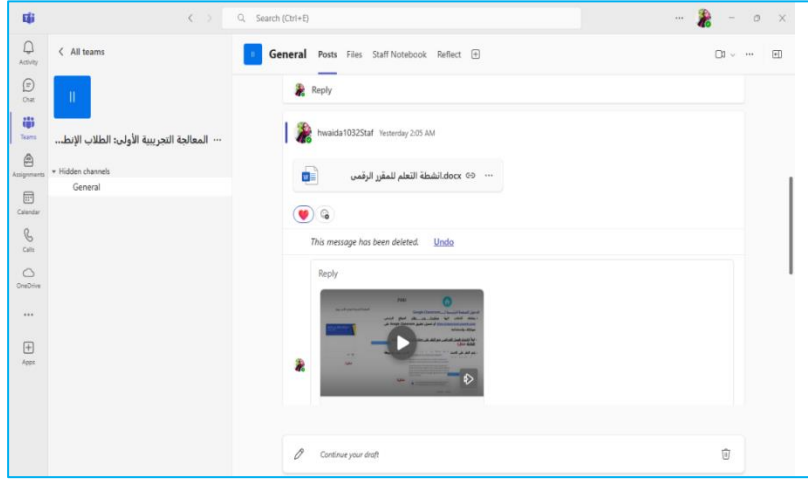 Search (Ctrl+E)
Activity
Chat
Teams
Assignments
Calendar
Calls
OneDrive
Apps
All teams
المعالجة التجريبية الأولى: الطلاب الإنط...
Hidden channels
General
General Posts Files Staff Notebook Reflect
Reply
hwaida1032Staf Yesterday 2:05 AM
انشطة التعلم للمقرر الرقمى.docx
This message has been deleted. Undo
Reply
Continue your draft